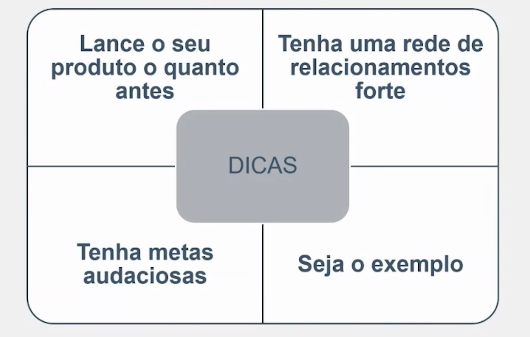 Lance o seu
produto o quanto
antes
Tenha uma rede de
relacionamentos
forte
DICAS
Tenha metas
audaciosas
Seja o exemplo